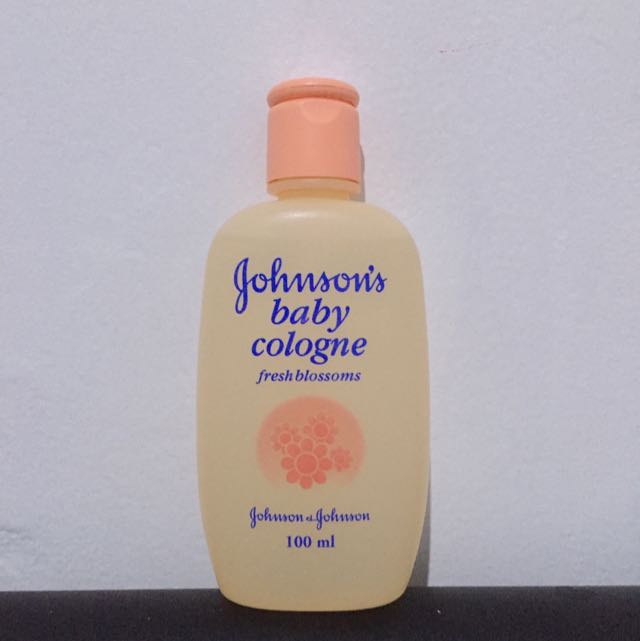 Johnson's
baby
cologne
fresh blossoms
Johnson & Johnson
100 ml